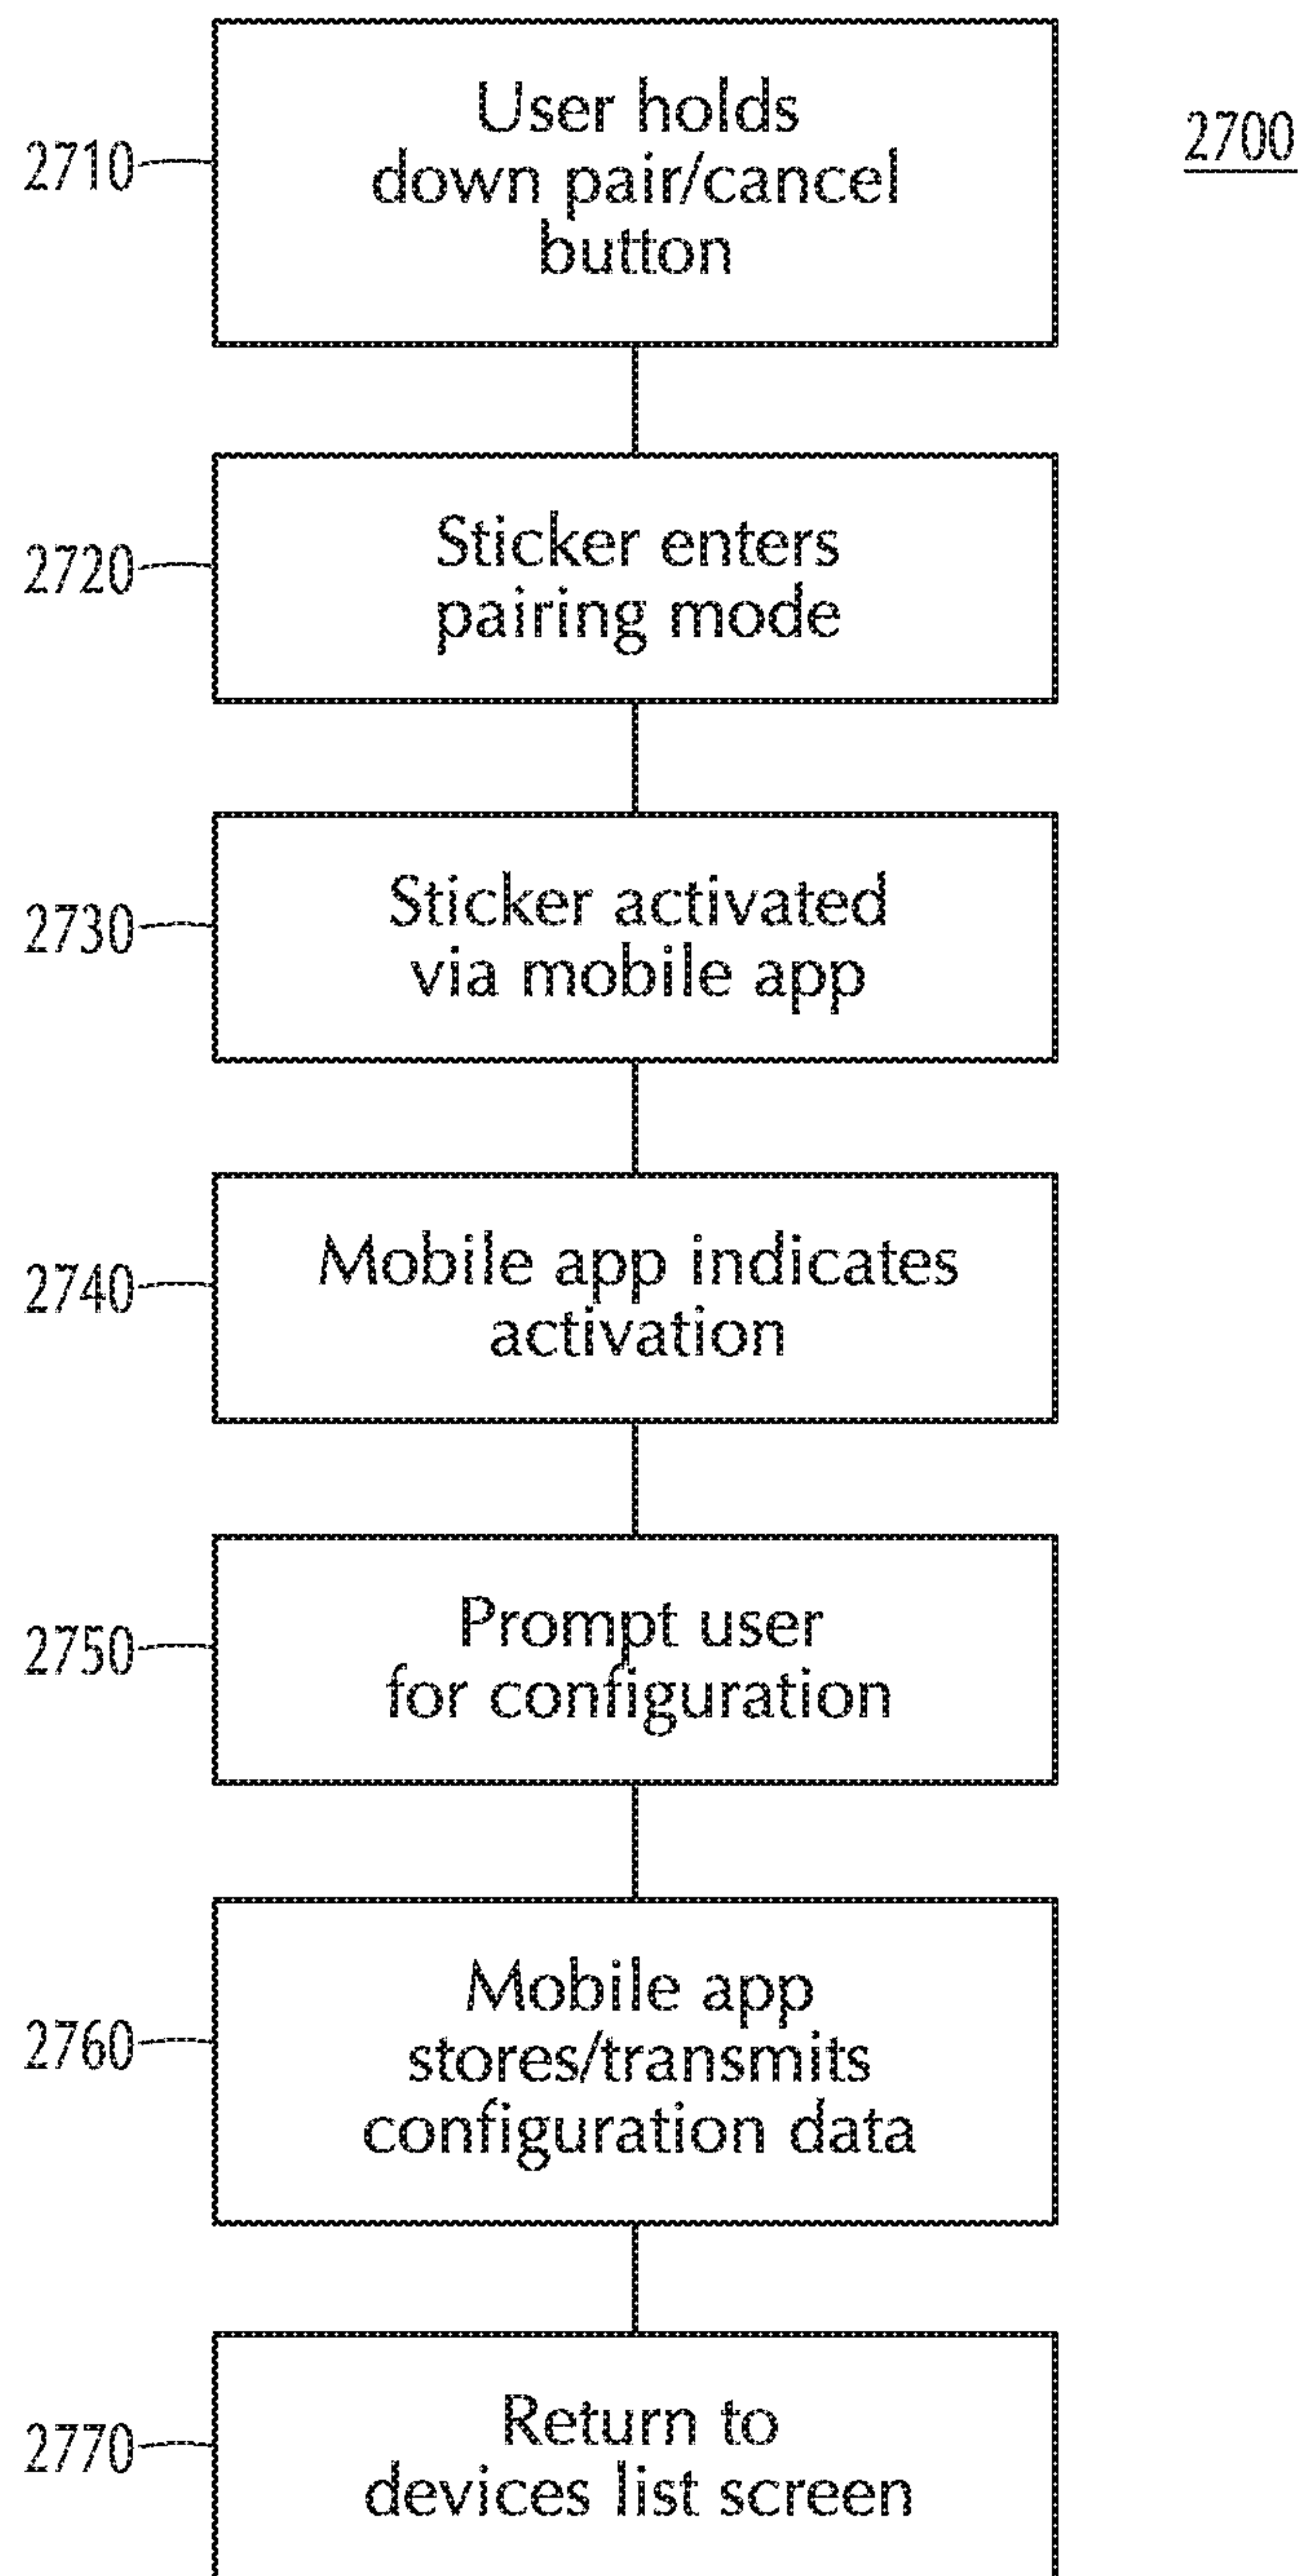 2700
2710
User holds
down pair/cancel
button
2720
Sticker enters
pairing mode
2730
Sticker activated
via mobile app
2740
Mobile app indicates
activation
2750
Prompt user
for configuration
2760
Mobile app
stores/transmits
configuration data
2770
Return to
devices list screen